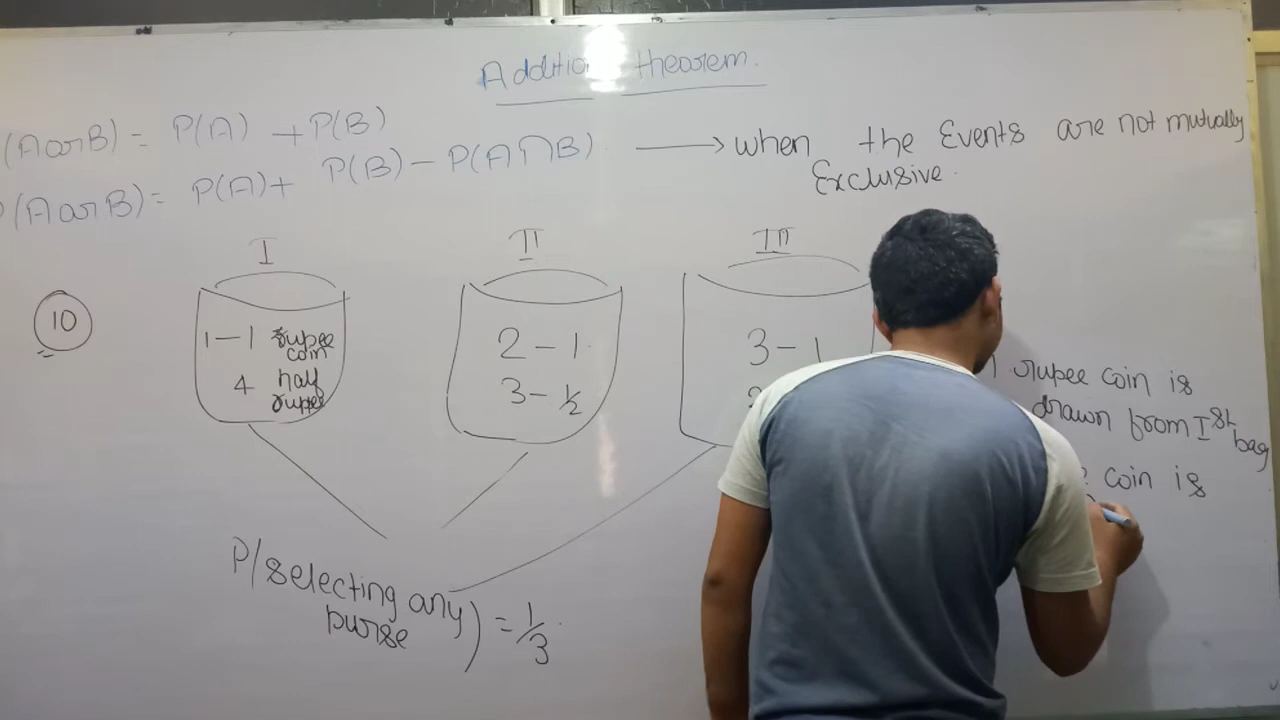 Addition theorem.
(A or B) = P(A) + P(B)
P(A or B) = P(A) + P(B) – P(A∩B) → when the Events are not mutually
Exclusive.
I
II
III
10
1 – 1 rupee
coin
4 half
rupee
2 – 1
3 – 1/2
3 – 1
rupee coin is
drawn from Ist
bag
coin is
P(selecting any
purse) = 1/3